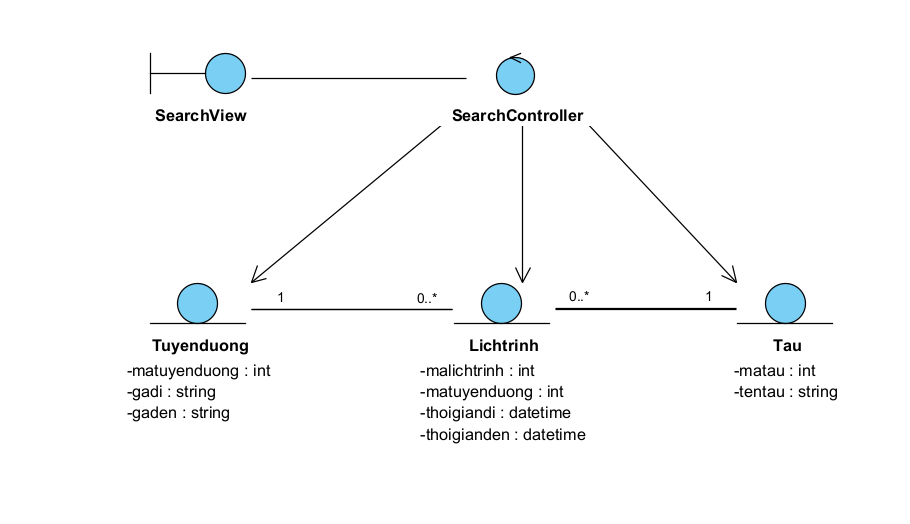 SearchView
SearchController
1
0..*
0..*
1
Tuyenduong
-matuyenduong : int
-gadi : string
-gaden : string
Lichtrinh
-malichtrinh : int
-matuyenduong : int
-thoigiandi : datetime
-thoigianden : datetime
Tau
-matau : int
-tentau : string